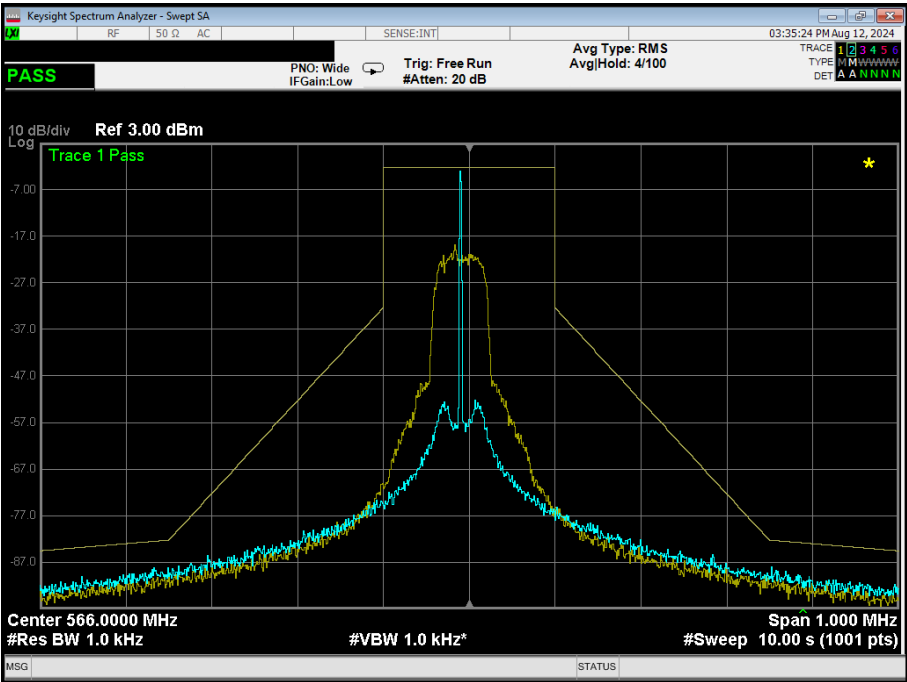 Keysight Spectrum Analyzer - Swept SA
LXI RF 50 Ω AC SENSE:INT 03:35:24 PM Aug 12, 2024
PASS
PNO: Wide
IFGain:Low
Trig: Free Run
#Atten: 20 dB
Avg Type: RMS
Avg|Hold: 4/100
TRACE 1 2 3 4 5 6
TYPE M M W W W W
DET A A N N N N
10 dB/div Ref 3.00 dBm
Log
Trace 1 Pass
*
-7.00
-17.0
-27.0
-37.0
-47.0
-57.0
-67.0
-77.0
-87.0
Center 566.0000 MHz Span 1.000 MHz
#Res BW 1.0 kHz #VBW 1.0 kHz* #Sweep 10.00 s (1001 pts)
MSG STATUS